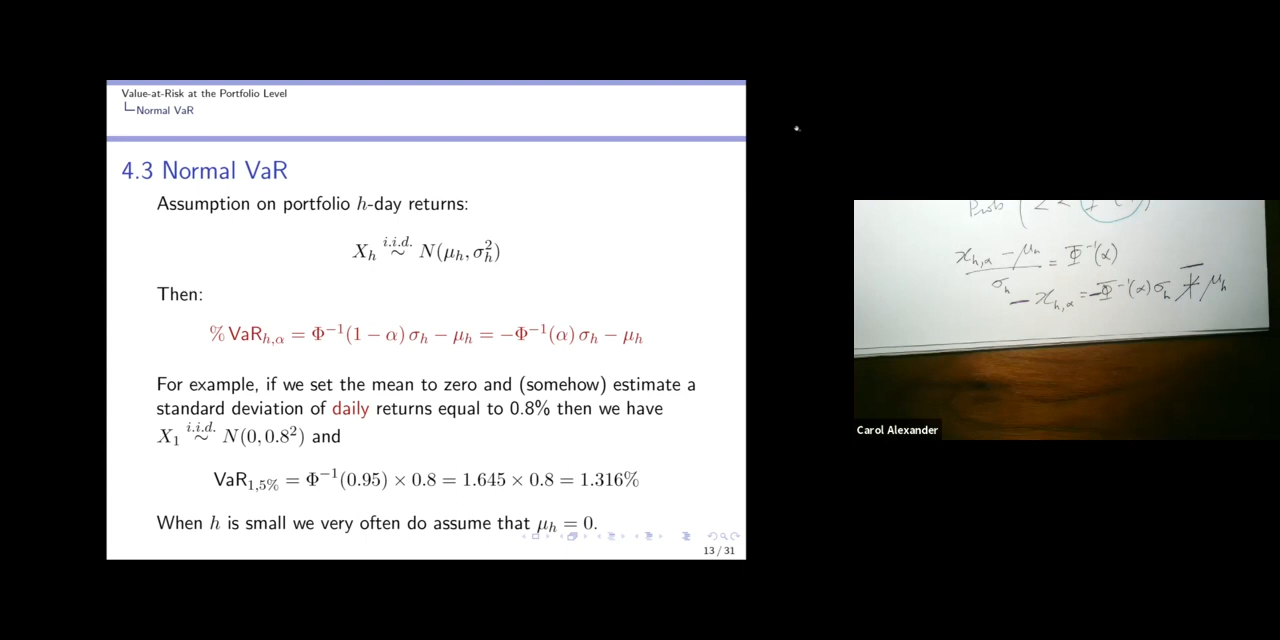 Value-at-Risk at the Portfolio Level
Normal VaR
4.3 Normal VaR
Assumption on portfolio h-day returns:
X_h i.i.d. ∼ N(μ_h, σ_h^2)
Then:
% VaR_{h,α} = Φ^{-1}(1 − α) σ_h − μ_h = −Φ^{-1}(α) σ_h − μ_h
For example, if we set the mean to zero and (somehow) estimate a
standard deviation of daily returns equal to 0.8% then we have
X_1 i.i.d. ∼ N(0, 0.8^2) and
VaR_{1,5%} = Φ^{-1}(0.95) × 0.8 = 1.645 × 0.8 = 1.316%
When h is small we very often do assume that μ_h = 0.
13 / 31
Prob
(x_{h,α} − μ_h) / σ_h = Φ^{-1}(α)
− x_{h,α} = −Φ^{-1}(α) σ_h − μ_h
Carol Alexander